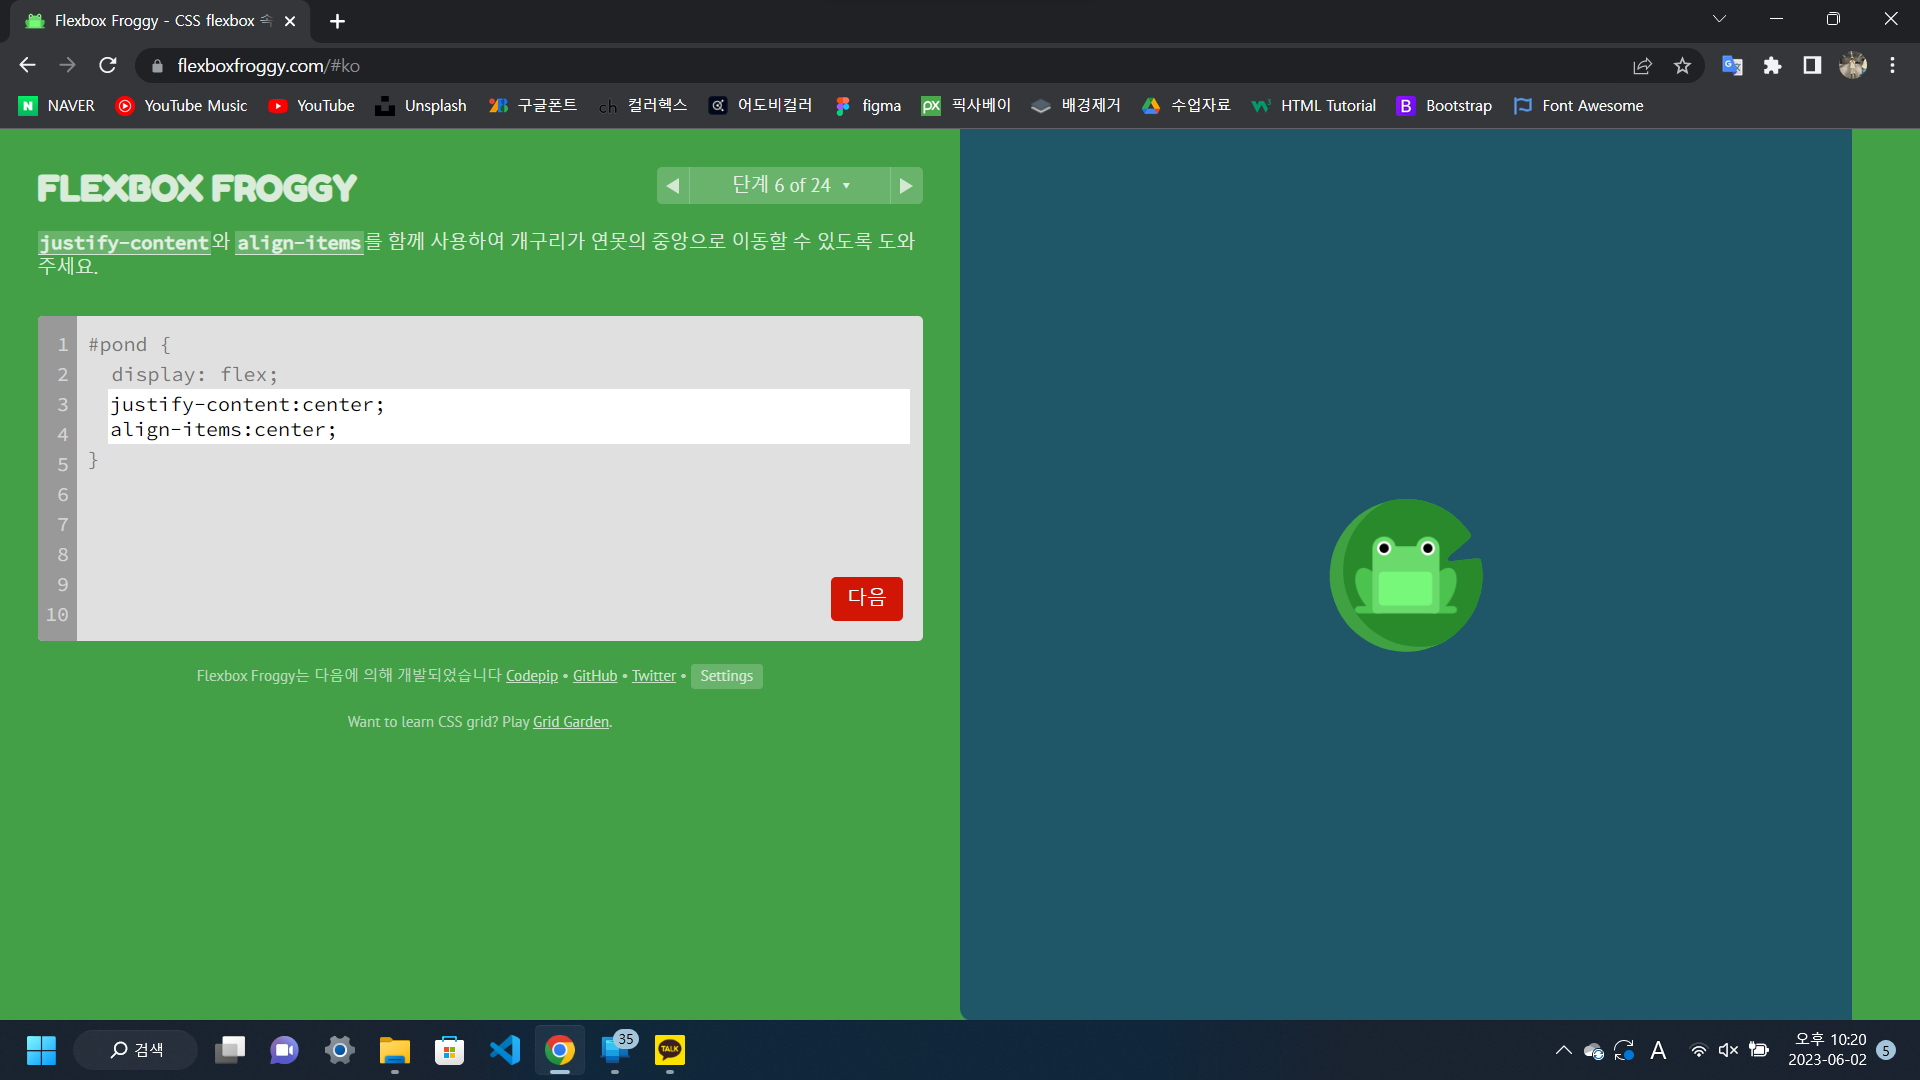 Flexbox Froggy - CSS flexbox 속
flexboxfroggy.com/#ko
NAVER
YouTube Music
YouTube
Unsplash
구글폰트
ch 컬러헥스
어도비컬러
figma
px 픽사베이
배경제거
수업자료
HTML Tutorial
B Bootstrap
Font Awesome
FLEXBOX FROGGY
단계 6 of 24
justify-content와 align-items를 함께 사용하여 개구리가 연못의 중앙으로 이동할 수 있도록 도와
주세요.
1 #pond {
2 display: flex;
3 justify-content:center;
4 align-items:center;
5 }
6
7
8
9
10
다음
Flexbox Froggy는 다음에 의해 개발되었습니다 Codepip • GitHub • Twitter • Settings
Want to learn CSS grid? Play Grid Garden.
검색
35
TALK
A
오후 10:20
2023-06-02
5